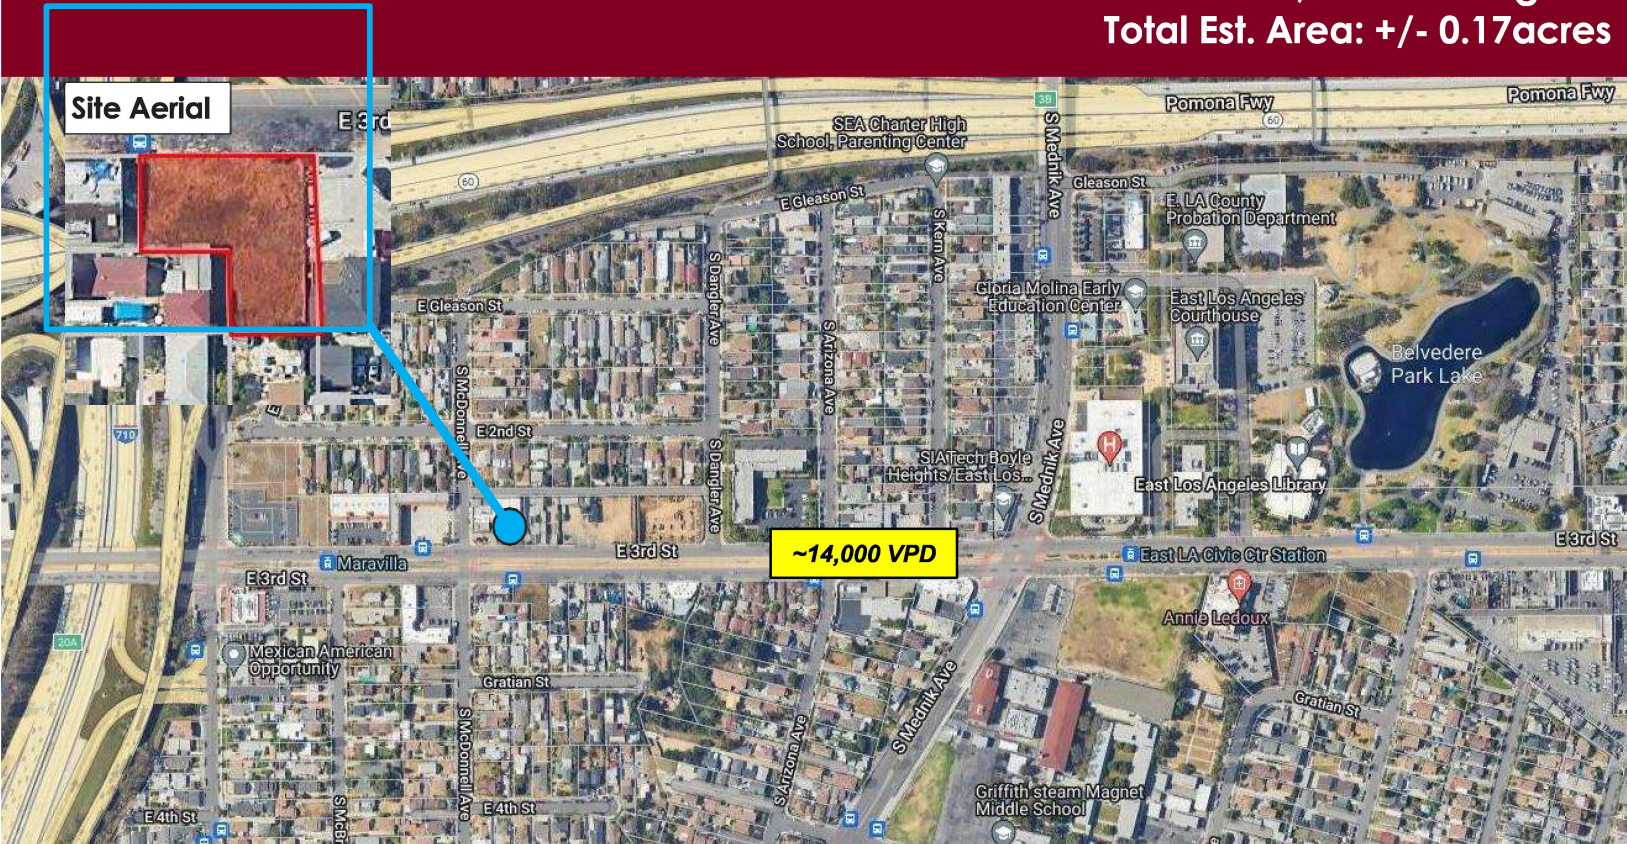 Total Est. Area: +/- 0.17acres
Site Aerial
E 3rd
Pomona Fwy
Pomona Fwy
3B
60
60
SEA Charter High
School, Parenting Center
S Mednik Ave
Gleason St
E Gleason St
E. LA County
Probation Department
S Kern Ave
S Dangler Ave
Gloria Molina Early
Education Center
East Los Angeles
Courthouse
E Gleason St
S Arizona Ave
Belvedere
Park Lake
S Mcdonnell Ave
710
E 2nd St
S Dangler Ave
S Mednik Ave
H
SIATech Boyle
Heights/East Los...
East Los Angeles Library
E 3rd St
~14,000 VPD
E 3rd St
Maravilla
East LA Civic Ctr Station
E 3rd St
Annie Ledoux
20A
Mexican American
Opportunity
Gratian St
S Mednik Ave
Gratian St
S McDonnell Ave
S Arizona Ave
Griffith steam Magnet
Middle School
E 4th St
E 4th St
S McB